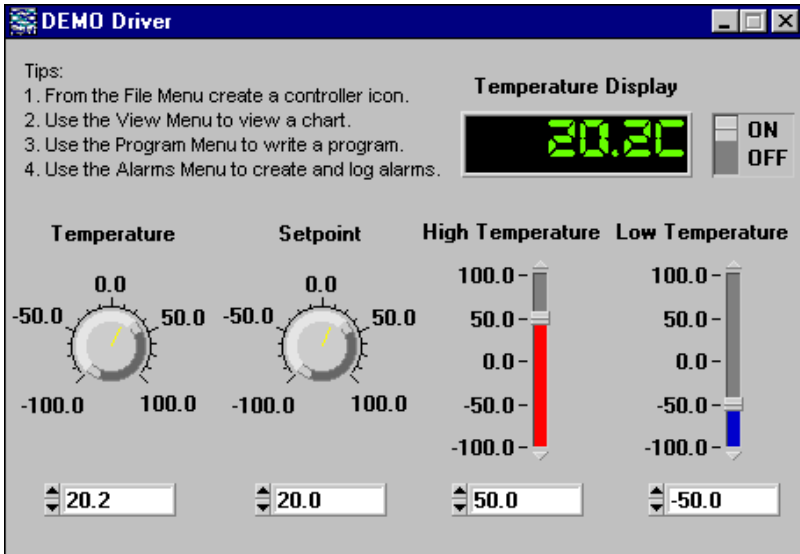 DEMO Driver
Tips:
1. From the File Menu create a controller icon.
2. Use the View Menu to view a chart.
3. Use the Program Menu to write a program.
4. Use the Alarms Menu to create and log alarms.
Temperature Display
20.2C
ON
OFF
Temperature
0.0
-50.0
50.0
-100.0
100.0
20.2
Setpoint
0.0
-50.0
50.0
-100.0
100.0
20.0
High Temperature
100.0
50.0
0.0
-50.0
-100.0
50.0
Low Temperature
100.0
50.0
0.0
-50.0
-100.0
-50.0